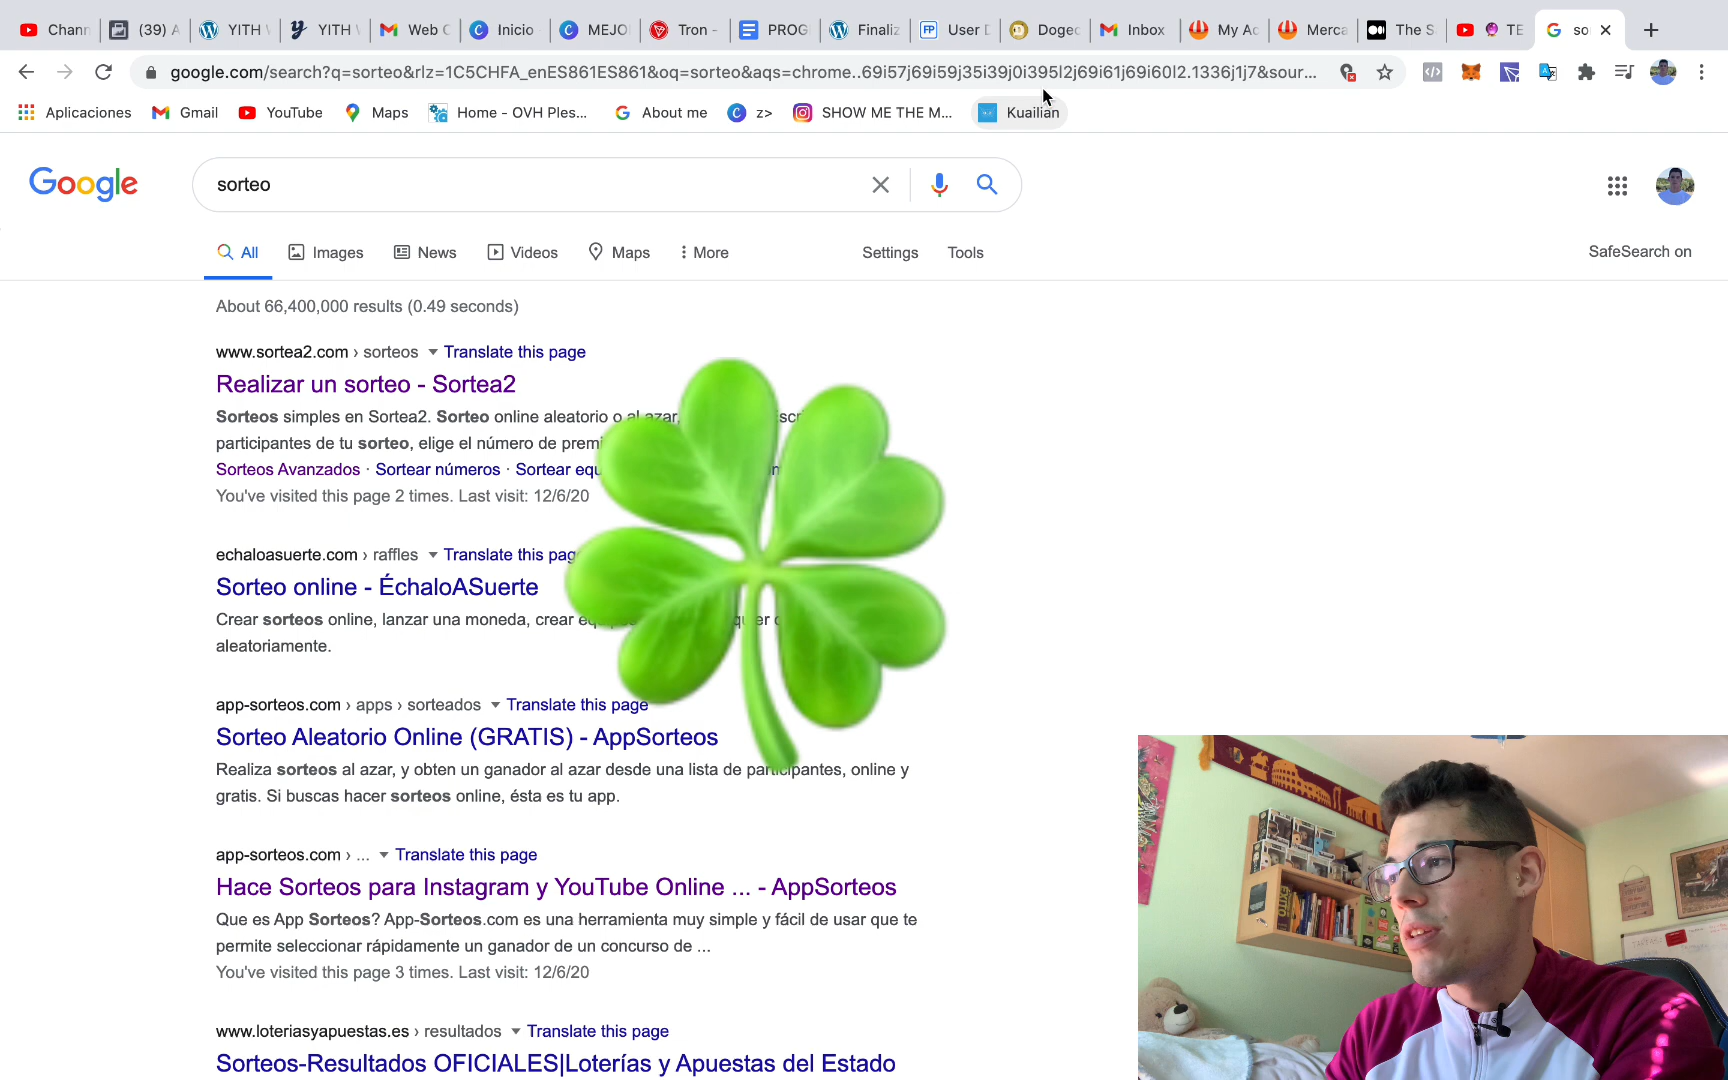 Chann
(39) A
YITH
YITH
Web C
Inicio
MEJO
Tron -
PROG
Finaliz
User D
Dogec
Inbox
My Ac
Merca
The S
TE
so
google.com/search?q=sorteo&rlz=1C5CHFA_enES861ES861&oq=sorteo&aqs=chrome..69i57j69i59j35i39j0i395l2j69i61j69i60l2.1336j1j7&sour...
Aplicaciones
Gmail
YouTube
Maps
Home - OVH Ples...
About me
z>
SHOW ME THE M...
Kuailian
Google
sorteo
All
Images
News
Videos
Maps
More
Settings
Tools
SafeSearch on
About 66,400,000 results (0.49 seconds)
www.sortea2.com › sorteos Translate this page
Realizar un sorteo - Sortea2
Sorteos simples en Sortea2. Sorteo online aleatorio o al azar,
participantes de tu sorteo, elige el número de premi
Sorteos Avanzados · Sortear números · Sortear equ
You've visited this page 2 times. Last visit: 12/6/20
echaloasuerte.com › raffles Translate this pag
Sorteo online - ÉchaloASuerte
Crear sorteos online, lanzar una moneda, crear
aleatoriamente.
app-sorteos.com › apps › sorteados Translate this page
Sorteo Aleatorio Online (GRATIS) - AppSorteos
Realiza sorteos al azar, y obten un ganador al azar desde una lista de participantes, online y
gratis. Si buscas hacer sorteos online, ésta es tu app.
app-sorteos.com › ... Translate this page
Hace Sorteos para Instagram y YouTube Online ... - AppSorteos
Que es App Sorteos? App-Sorteos.com es una herramienta muy simple y fácil de usar que te
permite seleccionar rápidamente un ganador de un concurso de ...
You've visited this page 3 times. Last visit: 12/6/20
www.loteriasyapuestas.es › resultados Translate this page
Sorteos-Resultados OFICIALES|Loterías y Apuestas del Estado